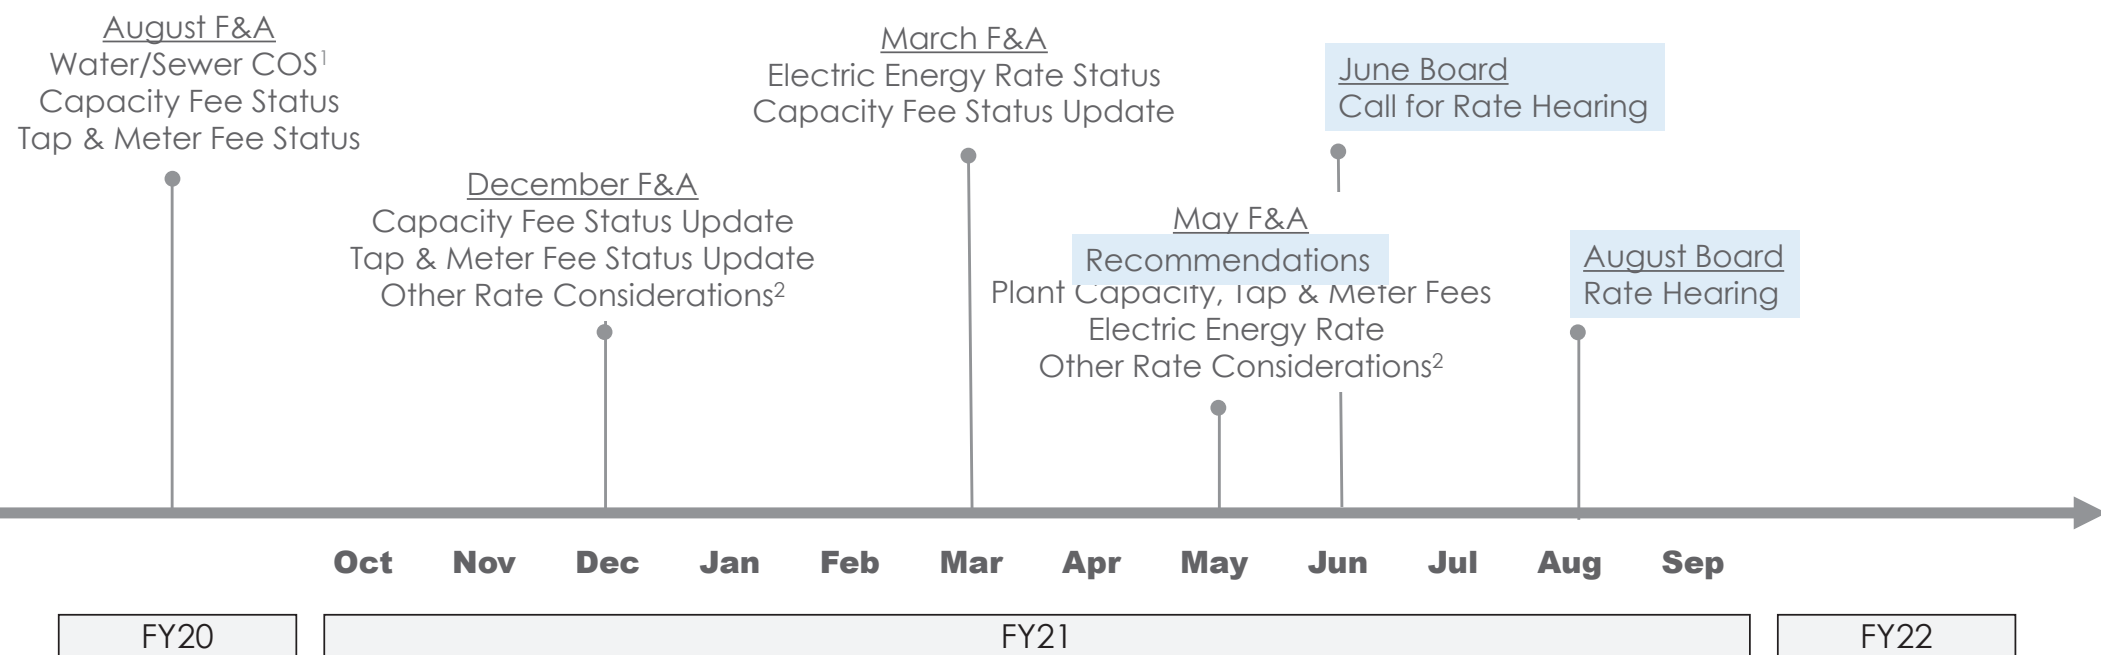 August F&A
Water/Sewer COS¹
Capacity Fee Status
Tap & Meter Fee Status
December F&A
Capacity Fee Status Update
Tap & Meter Fee Status Update
Other Rate Considerations²
March F&A
Electric Energy Rate Status
Capacity Fee Status Update
May F&A
Recommendations
Plant Capacity, Tap & Meter Fees
Electric Energy Rate
Other Rate Considerations²
June Board
Call for Rate Hearing
August Board
Rate Hearing
Oct Nov Dec Jan Feb Mar Apr May Jun Jul Aug Sep
FY20 FY21 FY22